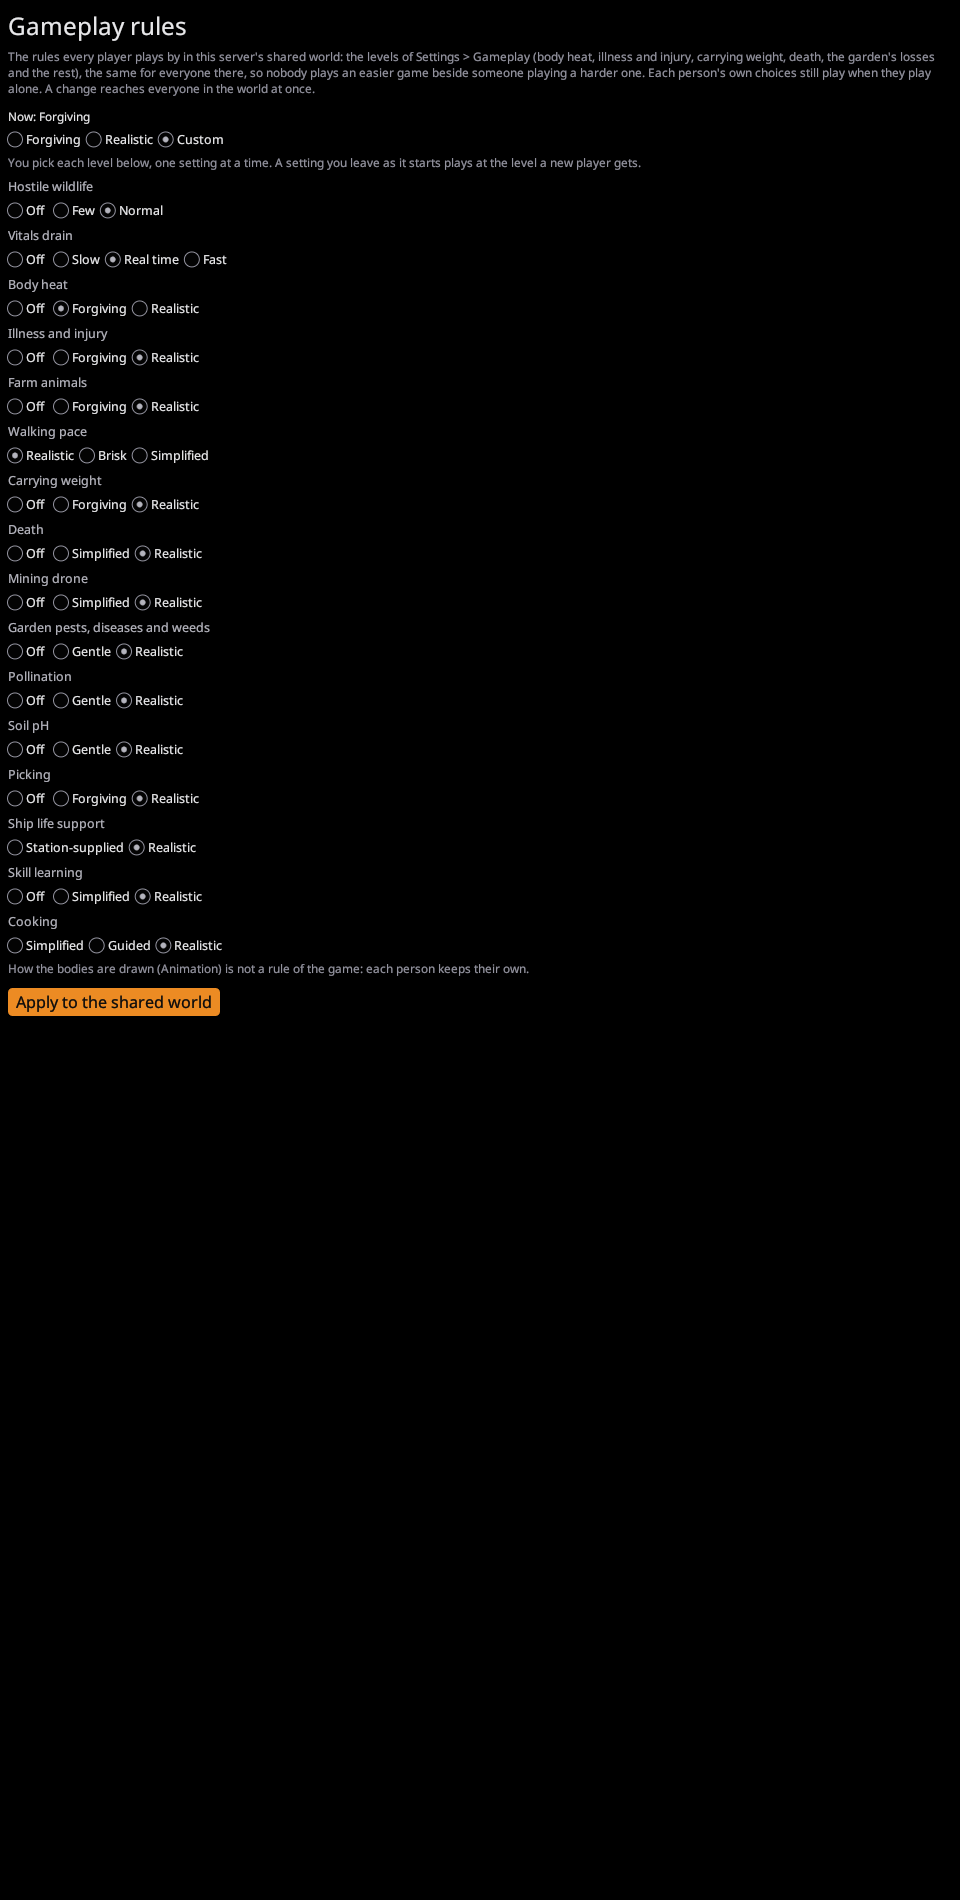 Gameplay rules
The rules every player plays by in this server's shared world: the levels of Settings > Gameplay (body heat, illness and injury, carrying weight, death, the garden's losses
and the rest), the same for everyone there, so nobody plays an easier game beside someone playing a harder one. Each person's own choices still play when they play
alone. A change reaches everyone in the world at once.
Now: Forgiving
Forgiving Realistic Custom
You pick each level below, one setting at a time. A setting you leave as it starts plays at the level a new player gets.
Hostile wildlife
Off Few Normal
Vitals drain
Off Slow Real time Fast
Body heat
Off Forgiving Realistic
Illness and injury
Off Forgiving Realistic
Farm animals
Off Forgiving Realistic
Walking pace
Realistic Brisk Simplified
Carrying weight
Off Forgiving Realistic
Death
Off Simplified Realistic
Mining drone
Off Simplified Realistic
Garden pests, diseases and weeds
Off Gentle Realistic
Pollination
Off Gentle Realistic
Soil pH
Off Gentle Realistic
Picking
Off Forgiving Realistic
Ship life support
Station-supplied Realistic
Skill learning
Off Simplified Realistic
Cooking
Simplified Guided Realistic
How the bodies are drawn (Animation) is not a rule of the game: each person keeps their own.
Apply to the shared world